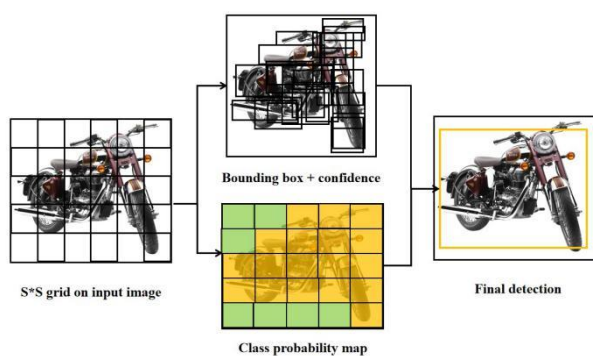 Bounding box + confidence
S*S grid on input image
Final detection
Class probability map